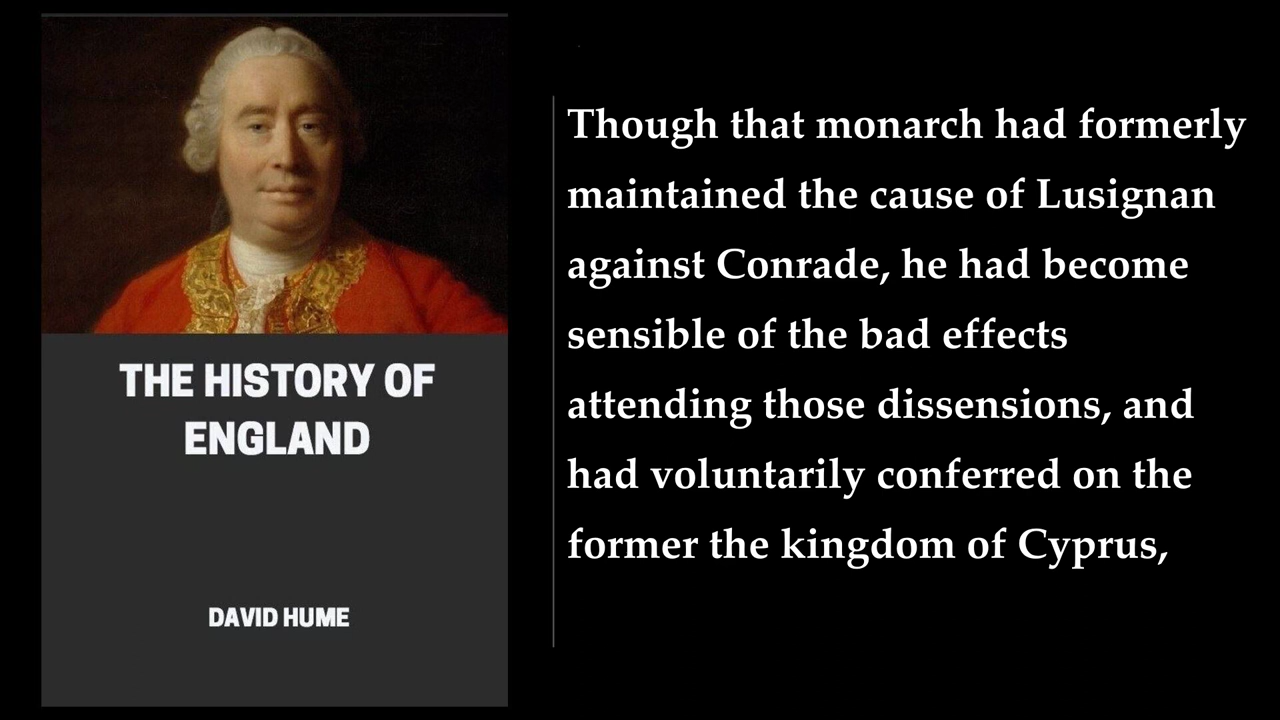 THE HISTORY OF
ENGLAND
DAVID HUME
Though that monarch had formerly
maintained the cause of Lusignan
against Conrade, he had become
sensible of the bad effects
attending those dissensions, and
had voluntarily conferred on the
former the kingdom of Cyprus,